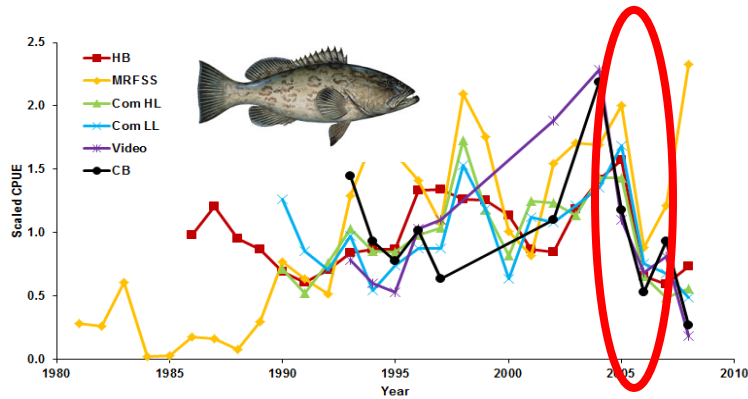 2.5
2.0
1.5
1.0
0.5
0.0
Scaled CPUE
HB
MRFSS
Com HL
Com LL
Video
CB
1980 1985 1990 1995 2000 2005 2010
Year